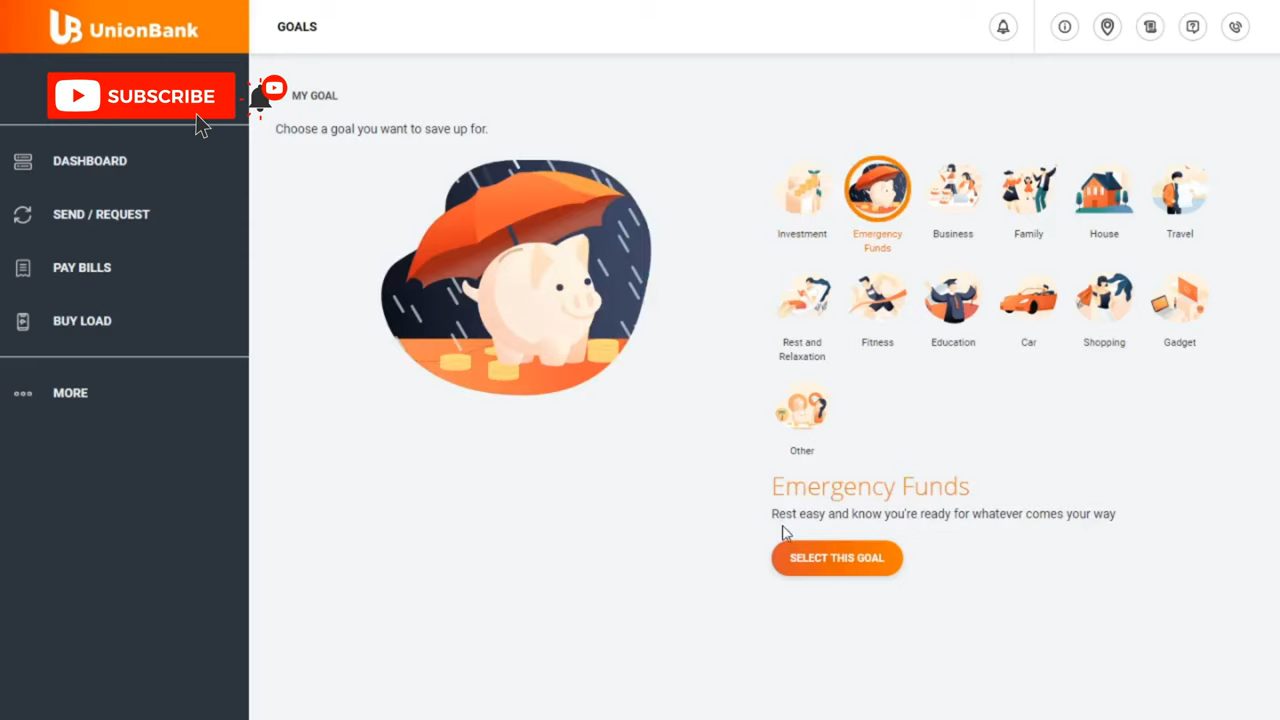 UB UnionBank
GOALS
SUBSCRIBE
MY GOAL
Choose a goal you want to save up for.
DASHBOARD
SEND / REQUEST
PAY BILLS
BUY LOAD
MORE
Investment
Emergency
Funds
Business
Family
House
Travel
Rest and
Relaxation
Fitness
Education
Car
Shopping
Gadget
Other
Emergency Funds
Rest easy and know you're ready for whatever comes your way
SELECT THIS GOAL